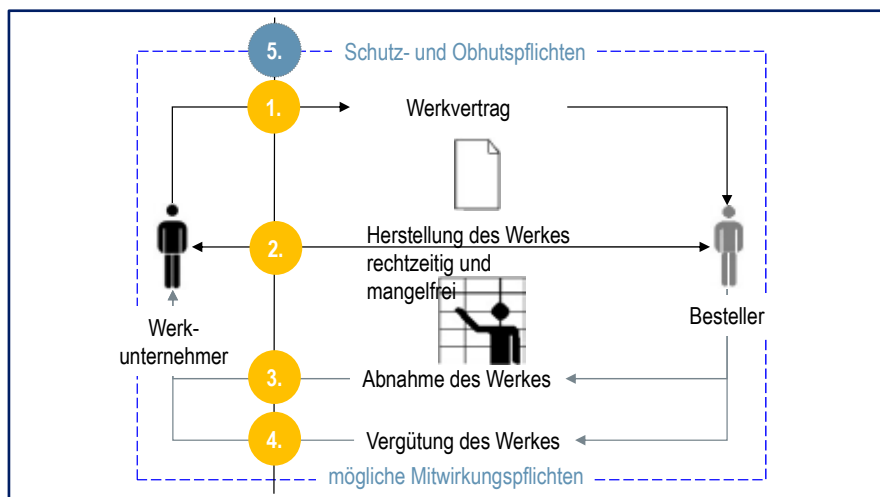 5.
Schutz- und Obhutspflichten
1.
Werkvertrag
2.
Herstellung des Werkes
rechtzeitig und
mangelfrei
Werk-
unternehmer
Besteller
3.
Abnahme des Werkes
4.
Vergütung des Werkes
mögliche Mitwirkungspflichten